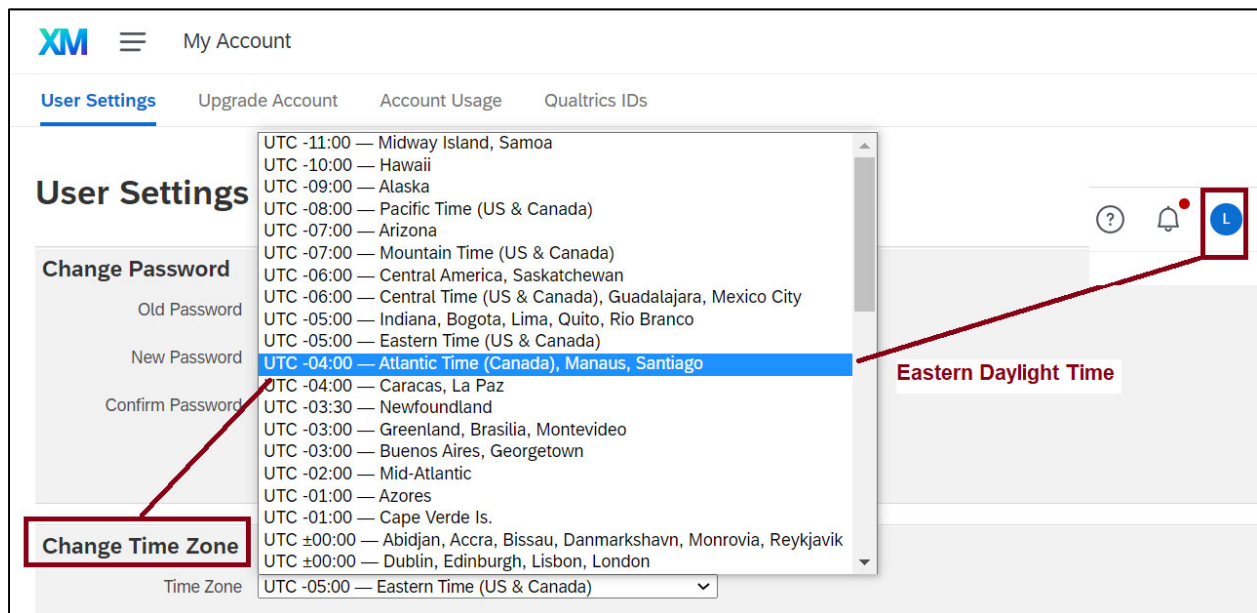 XM My Account
User Settings Upgrade Account Account Usage Qualtrics IDs
UTC -11:00 — Midway Island, Samoa
UTC -10:00 — Hawaii
UTC -09:00 — Alaska
UTC -08:00 — Pacific Time (US & Canada)
UTC -07:00 — Arizona
UTC -07:00 — Mountain Time (US & Canada)
UTC -06:00 — Central America, Saskatchewan
UTC -06:00 — Central Time (US & Canada), Guadalajara, Mexico City
UTC -05:00 — Indiana, Bogota, Lima, Quito, Rio Branco
UTC -05:00 — Eastern Time (US & Canada)
UTC -04:00 — Atlantic Time (Canada), Manaus, Santiago
UTC -04:00 — Caracas, La Paz
UTC -03:30 — Newfoundland
UTC -03:00 — Greenland, Brasilia, Montevideo
UTC -03:00 — Buenos Aires, Georgetown
UTC -02:00 — Mid-Atlantic
UTC -01:00 — Azores
UTC -01:00 — Cape Verde Is.
UTC ±00:00 — Abidjan, Accra, Bissau, Danmarkshavn, Monrovia, Reykjavik
UTC ±00:00 — Dublin, Edinburgh, Lisbon, London
User Settings
? L
Change Password
Old Password
New Password
Confirm Password
Eastern Daylight Time
Change Time Zone
Time Zone UTC -05:00 — Eastern Time (US & Canada)